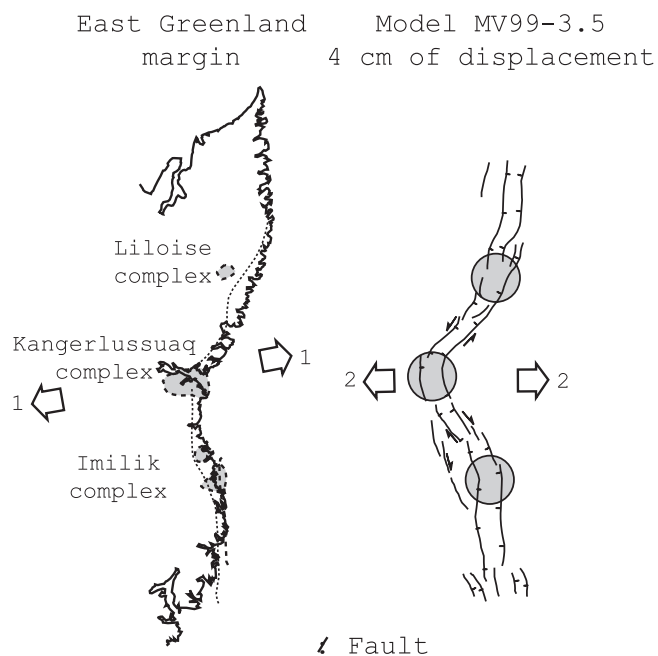 East Greenland
margin
Model MV99-3.5
4 cm of displacement
Liloise
complex
Kangerlussuaq
complex
1
1
2
2
Imilik
complex
Fault